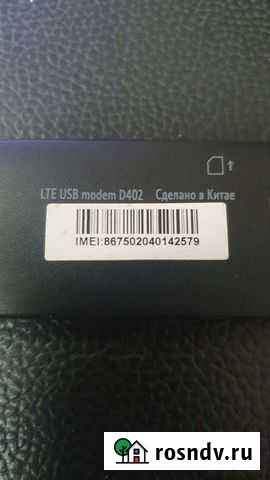 LTE USB modem D402 Сделано в Китае
IMEI:867502040142579
rosndv.ru